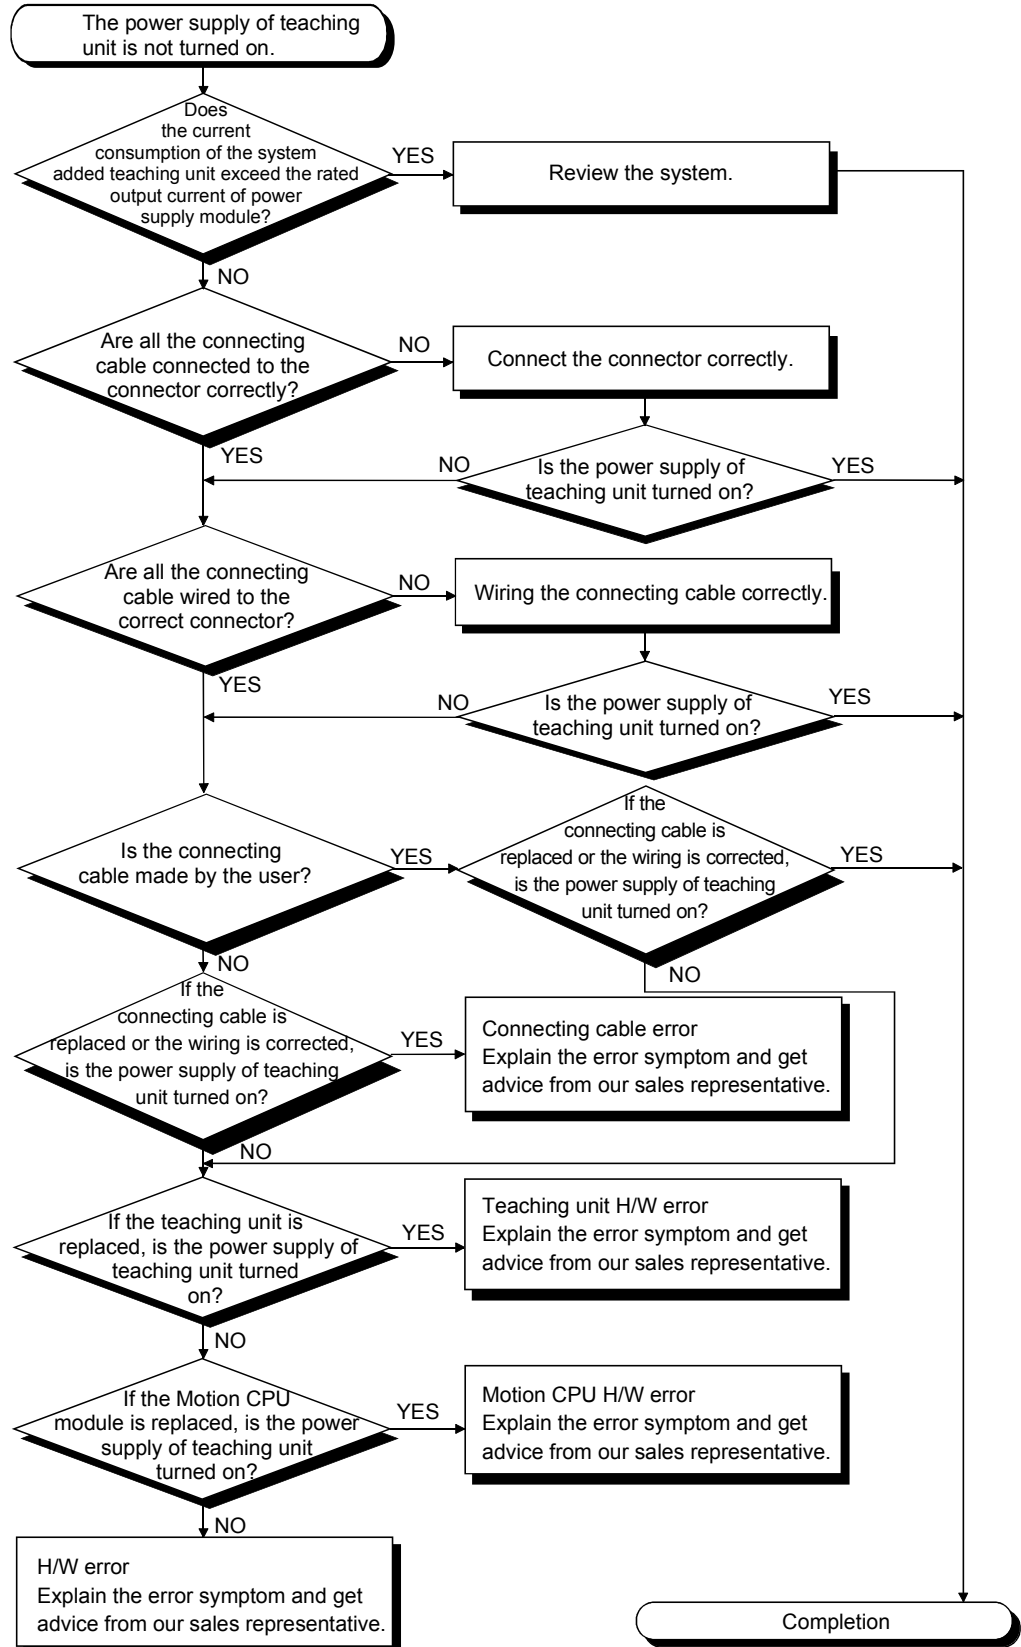 The power supply of teaching
unit is not turned on.
Does
the current
consumption of the system
added teaching unit exceed the rated
output current of power
supply module?
YES
Review the system.
NO
Are all the connecting
cable connected to the
connector correctly?
NO
Connect the connector correctly.
YES
NO
Is the power supply of
teaching unit turned on?
YES
Are all the connecting
cable wired to the
correct connector?
NO
Wiring the connecting cable correctly.
YES
NO
Is the power supply of
teaching unit turned on?
YES
Is the connecting
cable made by the user?
YES
If the
connecting cable is
replaced or the wiring is corrected,
is the power supply of teaching
unit turned on?
YES
NO
NO
If the
connecting cable is
replaced or the wiring is corrected,
is the power supply of teaching
unit turned on?
YES
Connecting cable error
Explain the error symptom and get
advice from our sales representative.
NO
If the teaching unit is
replaced, is the power supply of
teaching unit turned
on?
YES
Teaching unit H/W error
Explain the error symptom and get
advice from our sales representative.
NO
If the Motion CPU
module is replaced, is the power
supply of teaching unit
turned on?
YES
Motion CPU H/W error
Explain the error symptom and get
advice from our sales representative.
NO
H/W error
Explain the error symptom and get
advice from our sales representative.
Completion